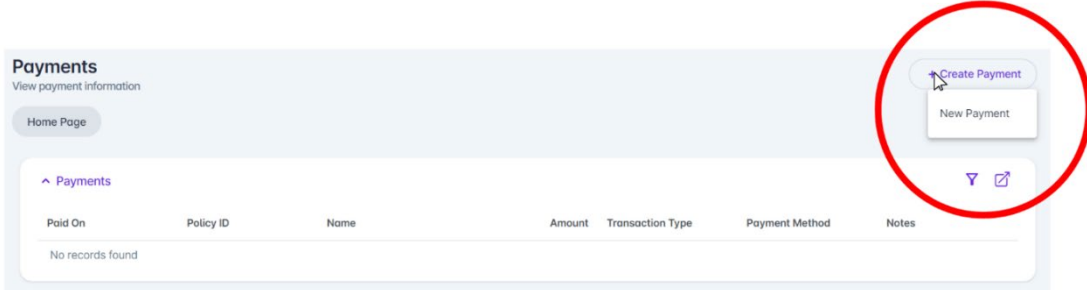 Payments
View payment information
+ Create Payment
New Payment
Home Page
Payments
Paid On Policy ID Name Amount Transaction Type Payment Method Notes
No records found